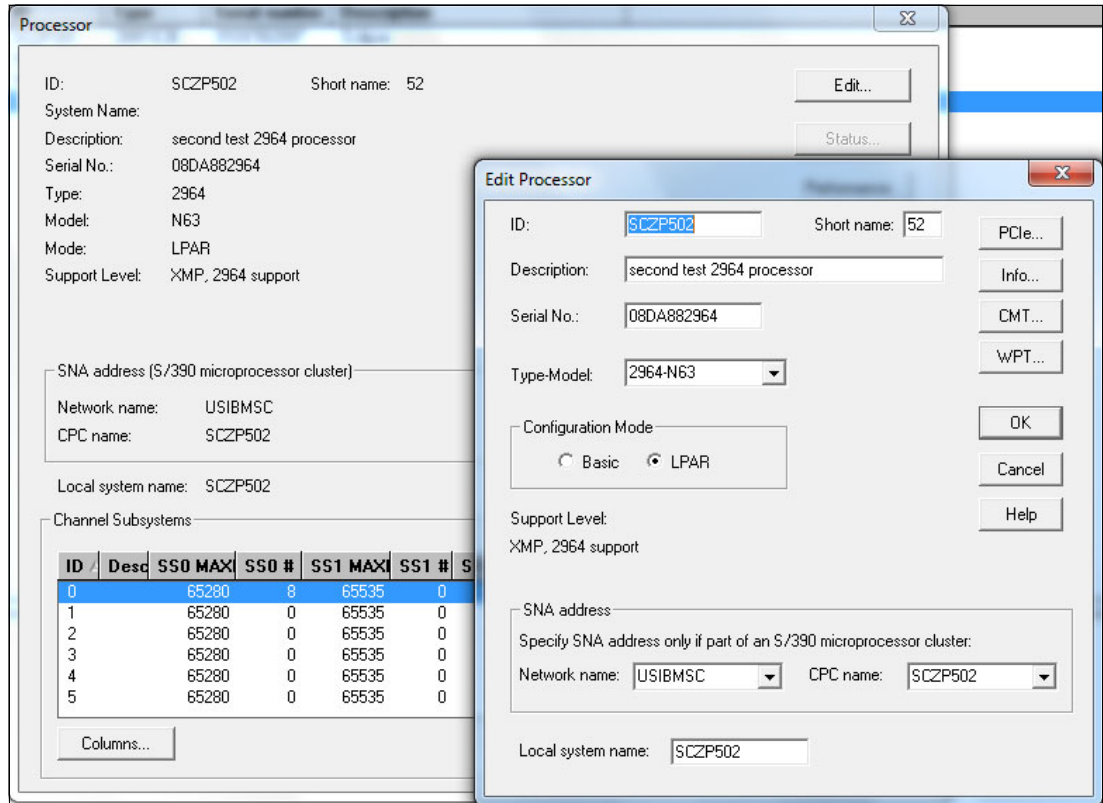 Processor
ID: SCZP502 Short name: 52
Edit...
System Name:
Description: second test 2964 processor
Status...
Serial No.: 08DA882964
Type: 2964
Model: N63
Mode: LPAR
Support Level: XMP, 2964 support
SNA address (S/390 microprocessor cluster)
Network name: USIBMSC
CPC name: SCZP502
Local system name: SCZP502
Channel Subsystems
ID Desc SS0 MAXI SS0 # SS1 MAXI SS1 # S
0 65280 8 65535 0
1 65280 0 65535 0
2 65280 0 65535 0
3 65280 0 65535 0
4 65280 0 65535 0
5 65280 0 65535 0
Columns...
Edit Processor
ID: SCZP502 Short name: 52
PCIe...
Description: second test 2964 processor
Info...
Serial No.: 08DA882964
CMT...
WPT...
Type-Model: 2964-N63
Configuration Mode
Basic LPAR
OK
Cancel
Help
Support Level:
XMP, 2964 support
SNA address
Specify SNA address only if part of an S/390 microprocessor cluster:
Network name: USIBMSC CPC name: SCZP502
Local system name: SCZP502